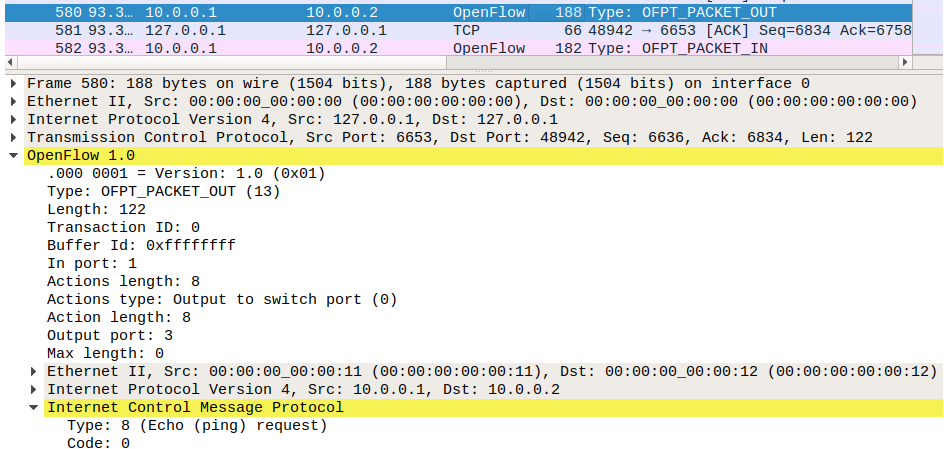 580 93.3… 10.0.0.1 10.0.0.2 OpenFlow 188 Type: OFPT_PACKET_OUT
581 93.3… 127.0.0.1 127.0.0.1 TCP 66 48942 → 6653 [ACK] Seq=6834 Ack=6758
582 93.3… 10.0.0.1 10.0.0.2 OpenFlow 182 Type: OFPT_PACKET_IN
Frame 580: 188 bytes on wire (1504 bits), 188 bytes captured (1504 bits) on interface 0
Ethernet II, Src: 00:00:00_00:00:00 (00:00:00:00:00:00), Dst: 00:00:00_00:00:00 (00:00:00:00:00:00)
Internet Protocol Version 4, Src: 127.0.0.1, Dst: 127.0.0.1
Transmission Control Protocol, Src Port: 6653, Dst Port: 48942, Seq: 6636, Ack: 6834, Len: 122
OpenFlow 1.0
.000 0001 = Version: 1.0 (0x01)
Type: OFPT_PACKET_OUT (13)
Length: 122
Transaction ID: 0
Buffer Id: 0xffffffff
In port: 1
Actions length: 8
Actions type: Output to switch port (0)
Action length: 8
Output port: 3
Max length: 0
Ethernet II, Src: 00:00:00_00:00:11 (00:00:00:00:00:11), Dst: 00:00:00_00:00:12 (00:00:00:00:00:12)
Internet Protocol Version 4, Src: 10.0.0.1, Dst: 10.0.0.2
Internet Control Message Protocol
Type: 8 (Echo (ping) request)
Code: 0